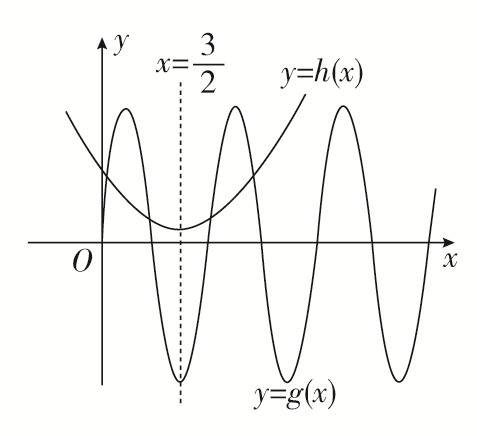 y
x=3/2
y=h(x)
O
x
y=g(x)